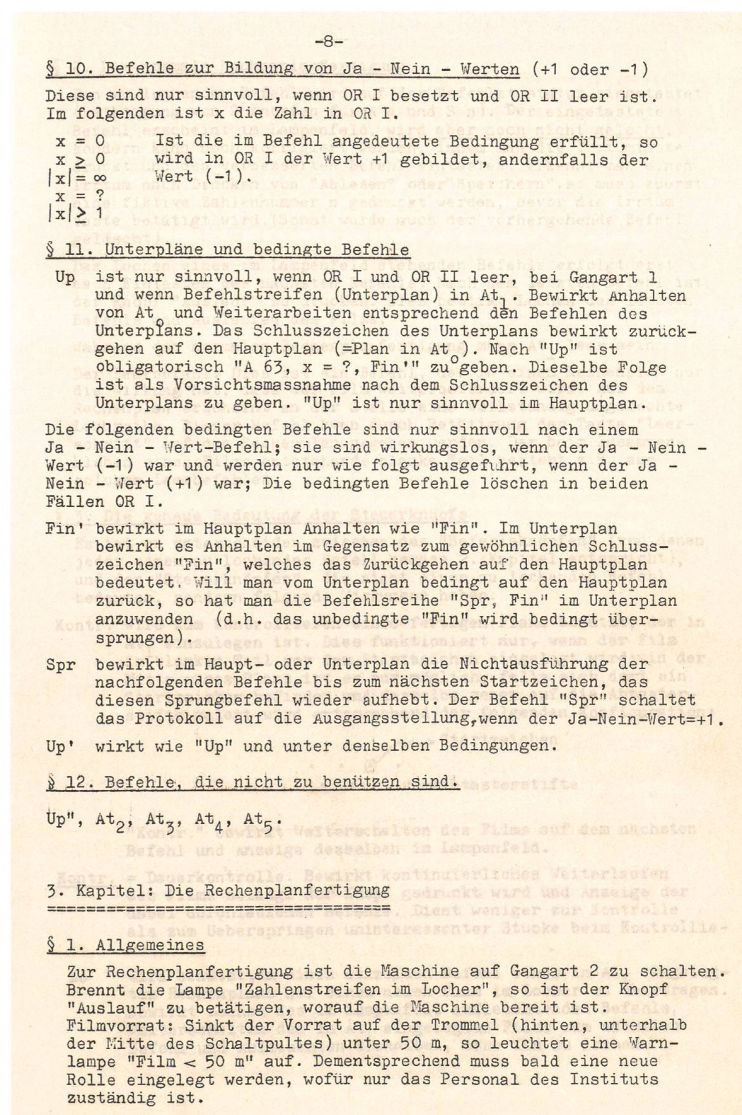 -8-
§ 10. Befehle zur Bildung von Ja - Nein - Werten (+1 oder -1)
Diese sind nur sinnvoll, wenn OR I besetzt und OR II leer ist.
Im folgenden ist x die Zahl in OR I.
x = 0 Ist die im Befehl angedeutete Bedingung erfüllt, so
x ≥ 0 wird in OR I der Wert +1 gebildet, andernfalls der
|x|= ∞ Wert (-1).
x = ?
|x|≥ 1
§ 11. Unterpläne und bedingte Befehle
Up ist nur sinnvoll, wenn OR I und OR II leer, bei Gangart 1
und wenn Befehlstreifen (Unterplan) in At₁. Bewirkt Anhalten
von At₀ und Weiterarbeiten entsprechend den Befehlen des
Unterplans. Das Schlusszeichen des Unterplans bewirkt zurück-
gehen auf den Hauptplan (=Plan in At₀). Nach "Up" ist
obligatorisch "A 63, x = ?, Fin'" zu geben. Dieselbe Folge
ist als Vorsichtsmassnahme nach dem Schlusszeichen des
Unterplans zu geben. "Up" ist nur sinnvoll im Hauptplan.
Die folgenden bedingten Befehle sind nur sinnvoll nach einem
Ja - Nein - Wert-Befehl; sie sind wirkungslos, wenn der Ja - Nein -
Wert (-1) war und werden nur wie folgt ausgeführt, wenn der Ja -
Nein - Wert (+1) war; Die bedingten Befehle löschen in beiden
Fällen OR I.
Fin' bewirkt im Hauptplan Anhalten wie "Fin". Im Unterplan
bewirkt es Anhalten im Gegensatz zum gewöhnlichen Schluss-
zeichen "Fin", welches das Zurückgehen auf den Hauptplan
bedeutet. Will man vom Unterplan bedingt auf den Hauptplan
zurück, so hat man die Befehlsreihe "Spr, Fin" im Unterplan
anzuwenden (d.h. das unbedingte "Fin" wird bedingt über-
sprungen).
Spr bewirkt im Haupt- oder Unterplan die Nichtausführung der
nachfolgenden Befehle bis zum nächsten Startzeichen, das
diesen Sprungbefehl wieder aufhebt. Der Befehl "Spr" schaltet
das Protokoll auf die Ausgangsstellung,wenn der Ja-Nein-Wert=+1.
Up' wirkt wie "Up" und unter denselben Bedingungen.
§ 12. Befehle, die nicht zu benützen sind.
Up", At₂, At₃, At₄, At₅.
3. Kapitel: Die Rechenplanfertigung
===================================
§ 1. Allgemeines
Zur Rechenplanfertigung ist die Maschine auf Gangart 2 zu schalten.
Brennt die Lampe "Zahlenstreifen im Locher", so ist der Knopf
"Auslauf" zu betätigen, worauf die Maschine bereit ist.
Filmvorrat: Sinkt der Vorrat auf der Trommel (hinten, unterhalb
der Mitte des Schaltpultes) unter 50 m, so leuchtet eine Warn-
lampe "Film < 50 m" auf. Dementsprechend muss bald eine neue
Rolle eingelegt werden, wofür nur das Personal des Instituts
zuständig ist.